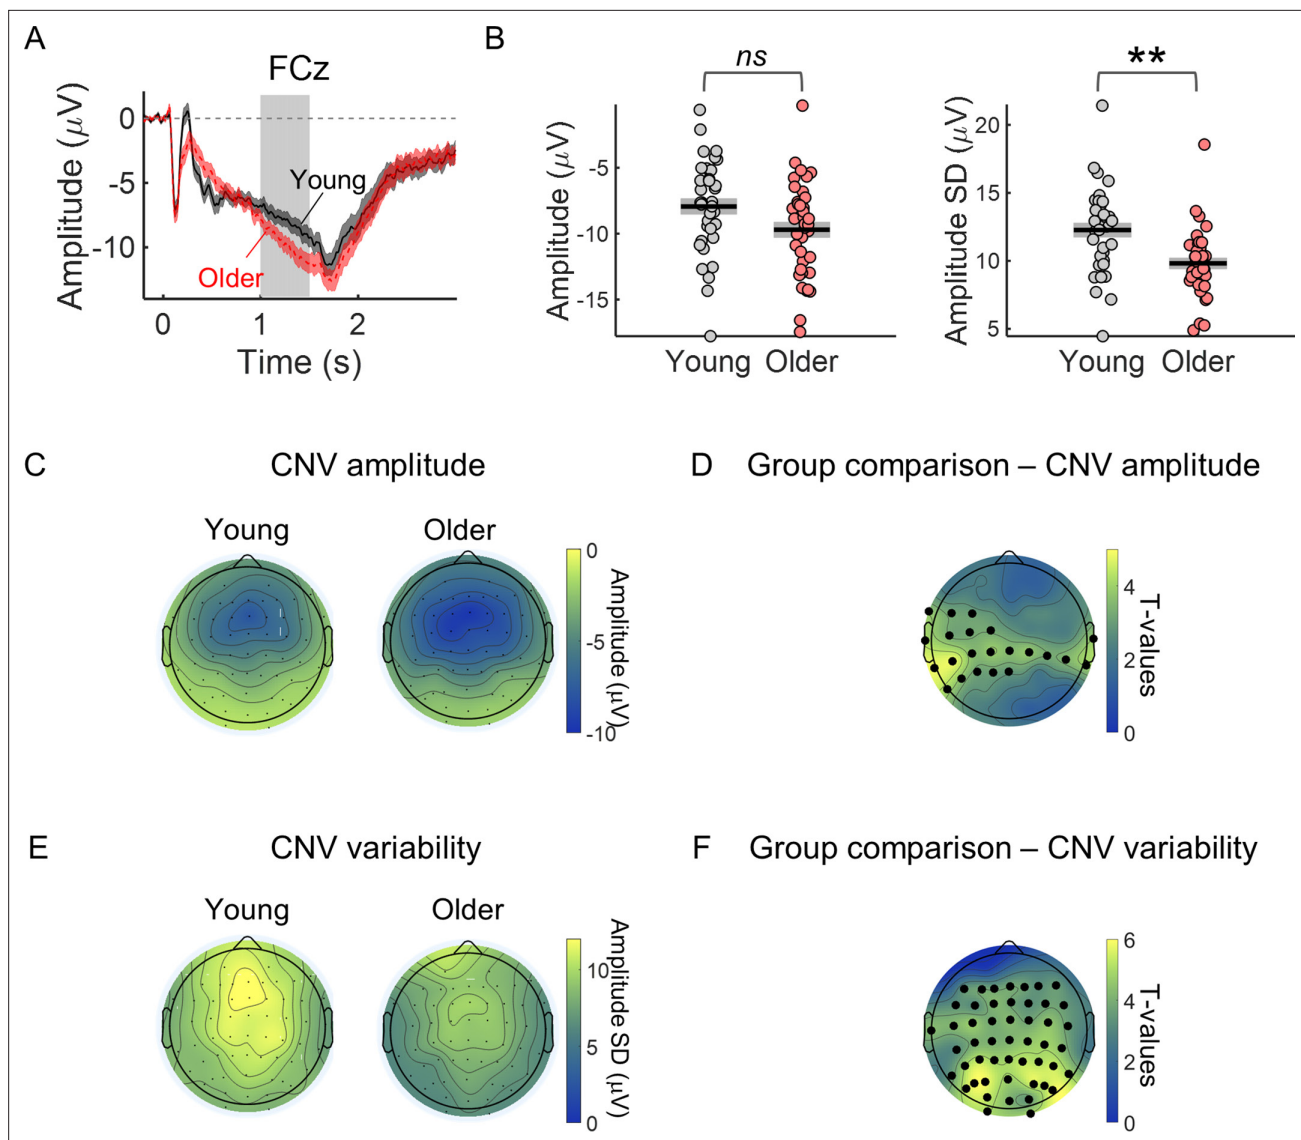 A
FCz
Amplitude (μV)
0
-5
-10
Young
Older
0
1
2
Time (s)
B
ns
Amplitude (μV)
-5
-10
-15
Young
Older
**
Amplitude SD (μV)
20
15
10
5
Young
Older
C
CNV amplitude
Young
Older
0
-5
-10
Amplitude (μV)
D
Group comparison – CNV amplitude
4
2
0
T-values
E
CNV variability
Young
Older
10
5
0
Amplitude SD (μV)
F
Group comparison – CNV variability
6
4
2
0
T-values